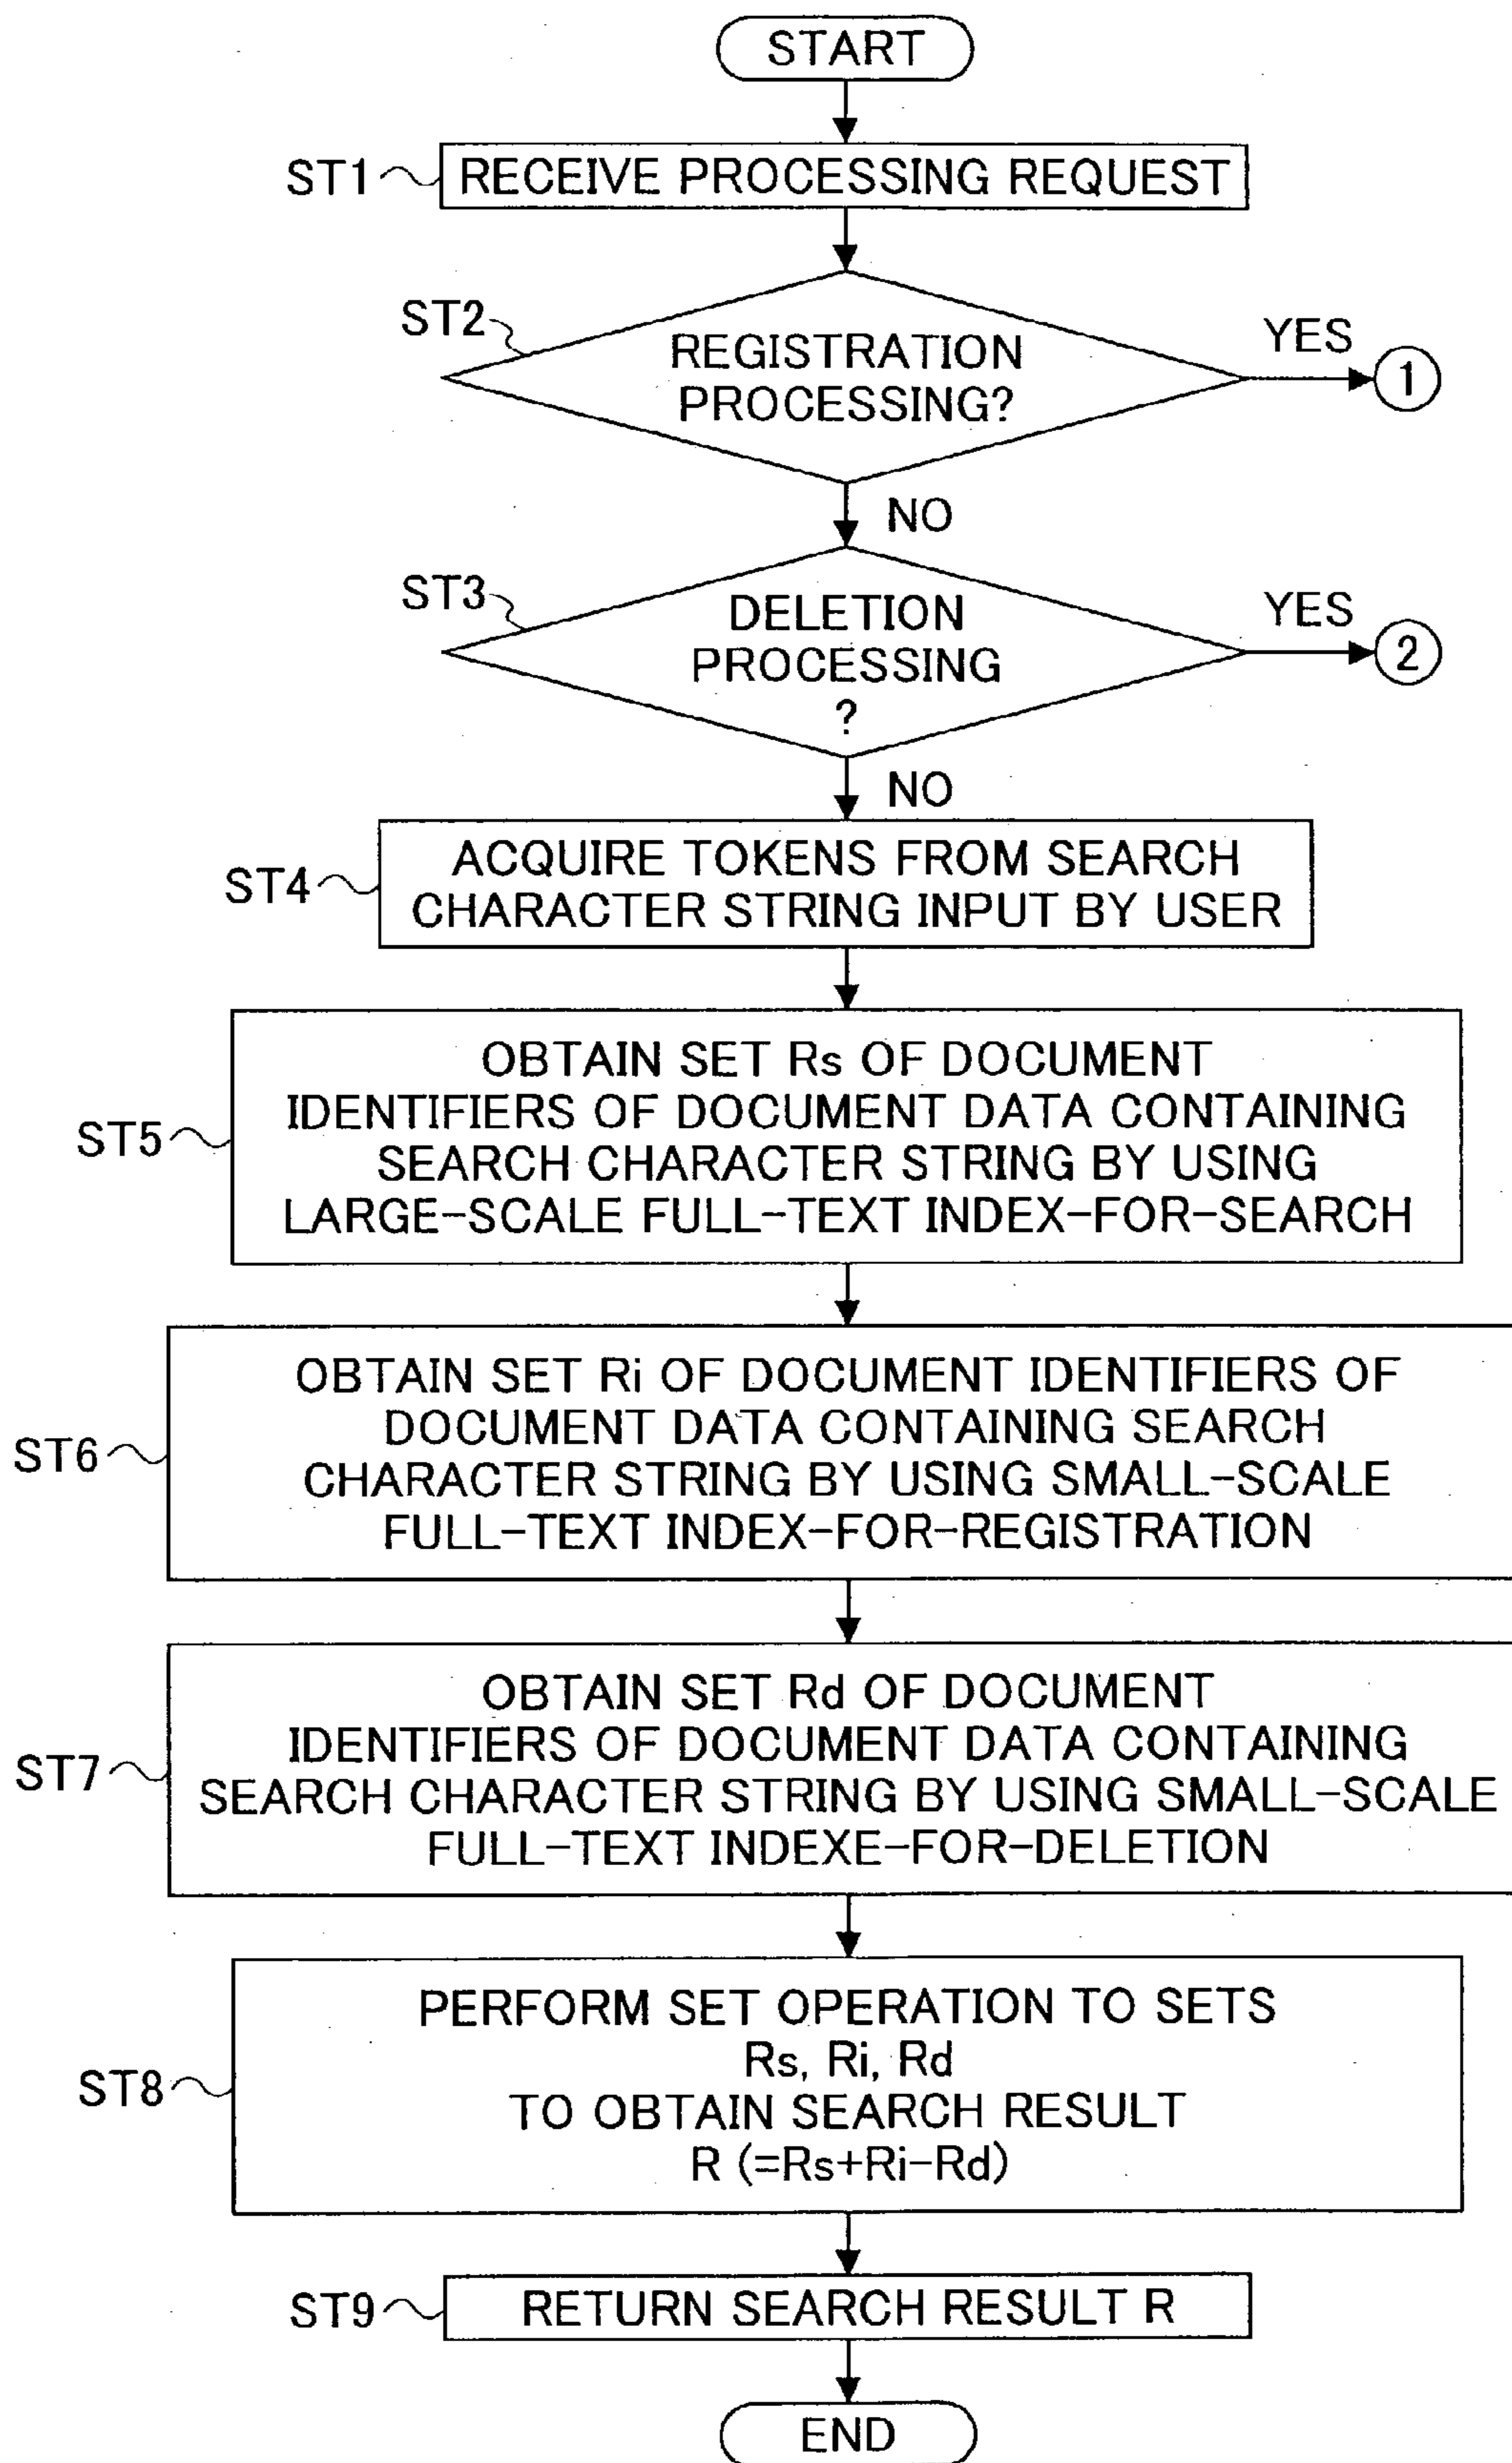 START
ST1
RECEIVE PROCESSING REQUEST
ST2
REGISTRATION
PROCESSING?
YES
1
NO
ST3
DELETION
PROCESSING
?
YES
2
NO
ST4
ACQUIRE TOKENS FROM SEARCH
CHARACTER STRING INPUT BY USER
ST5
OBTAIN SET Rs OF DOCUMENT
IDENTIFIERS OF DOCUMENT DATA CONTAINING
SEARCH CHARACTER STRING BY USING
LARGE-SCALE FULL-TEXT INDEX-FOR-SEARCH
ST6
OBTAIN SET Ri OF DOCUMENT IDENTIFIERS OF
DOCUMENT DATA CONTAINING SEARCH
CHARACTER STRING BY USING SMALL-SCALE
FULL-TEXT INDEX-FOR-REGISTRATION
ST7
OBTAIN SET Rd OF DOCUMENT
IDENTIFIERS OF DOCUMENT DATA CONTAINING
SEARCH CHARACTER STRING BY USING SMALL-SCALE
FULL-TEXT INDEXE-FOR-DELETION
ST8
PERFORM SET OPERATION TO SETS
Rs, Ri, Rd
TO OBTAIN SEARCH RESULT
R (=Rs+Ri-Rd)
ST9
RETURN SEARCH RESULT R
END